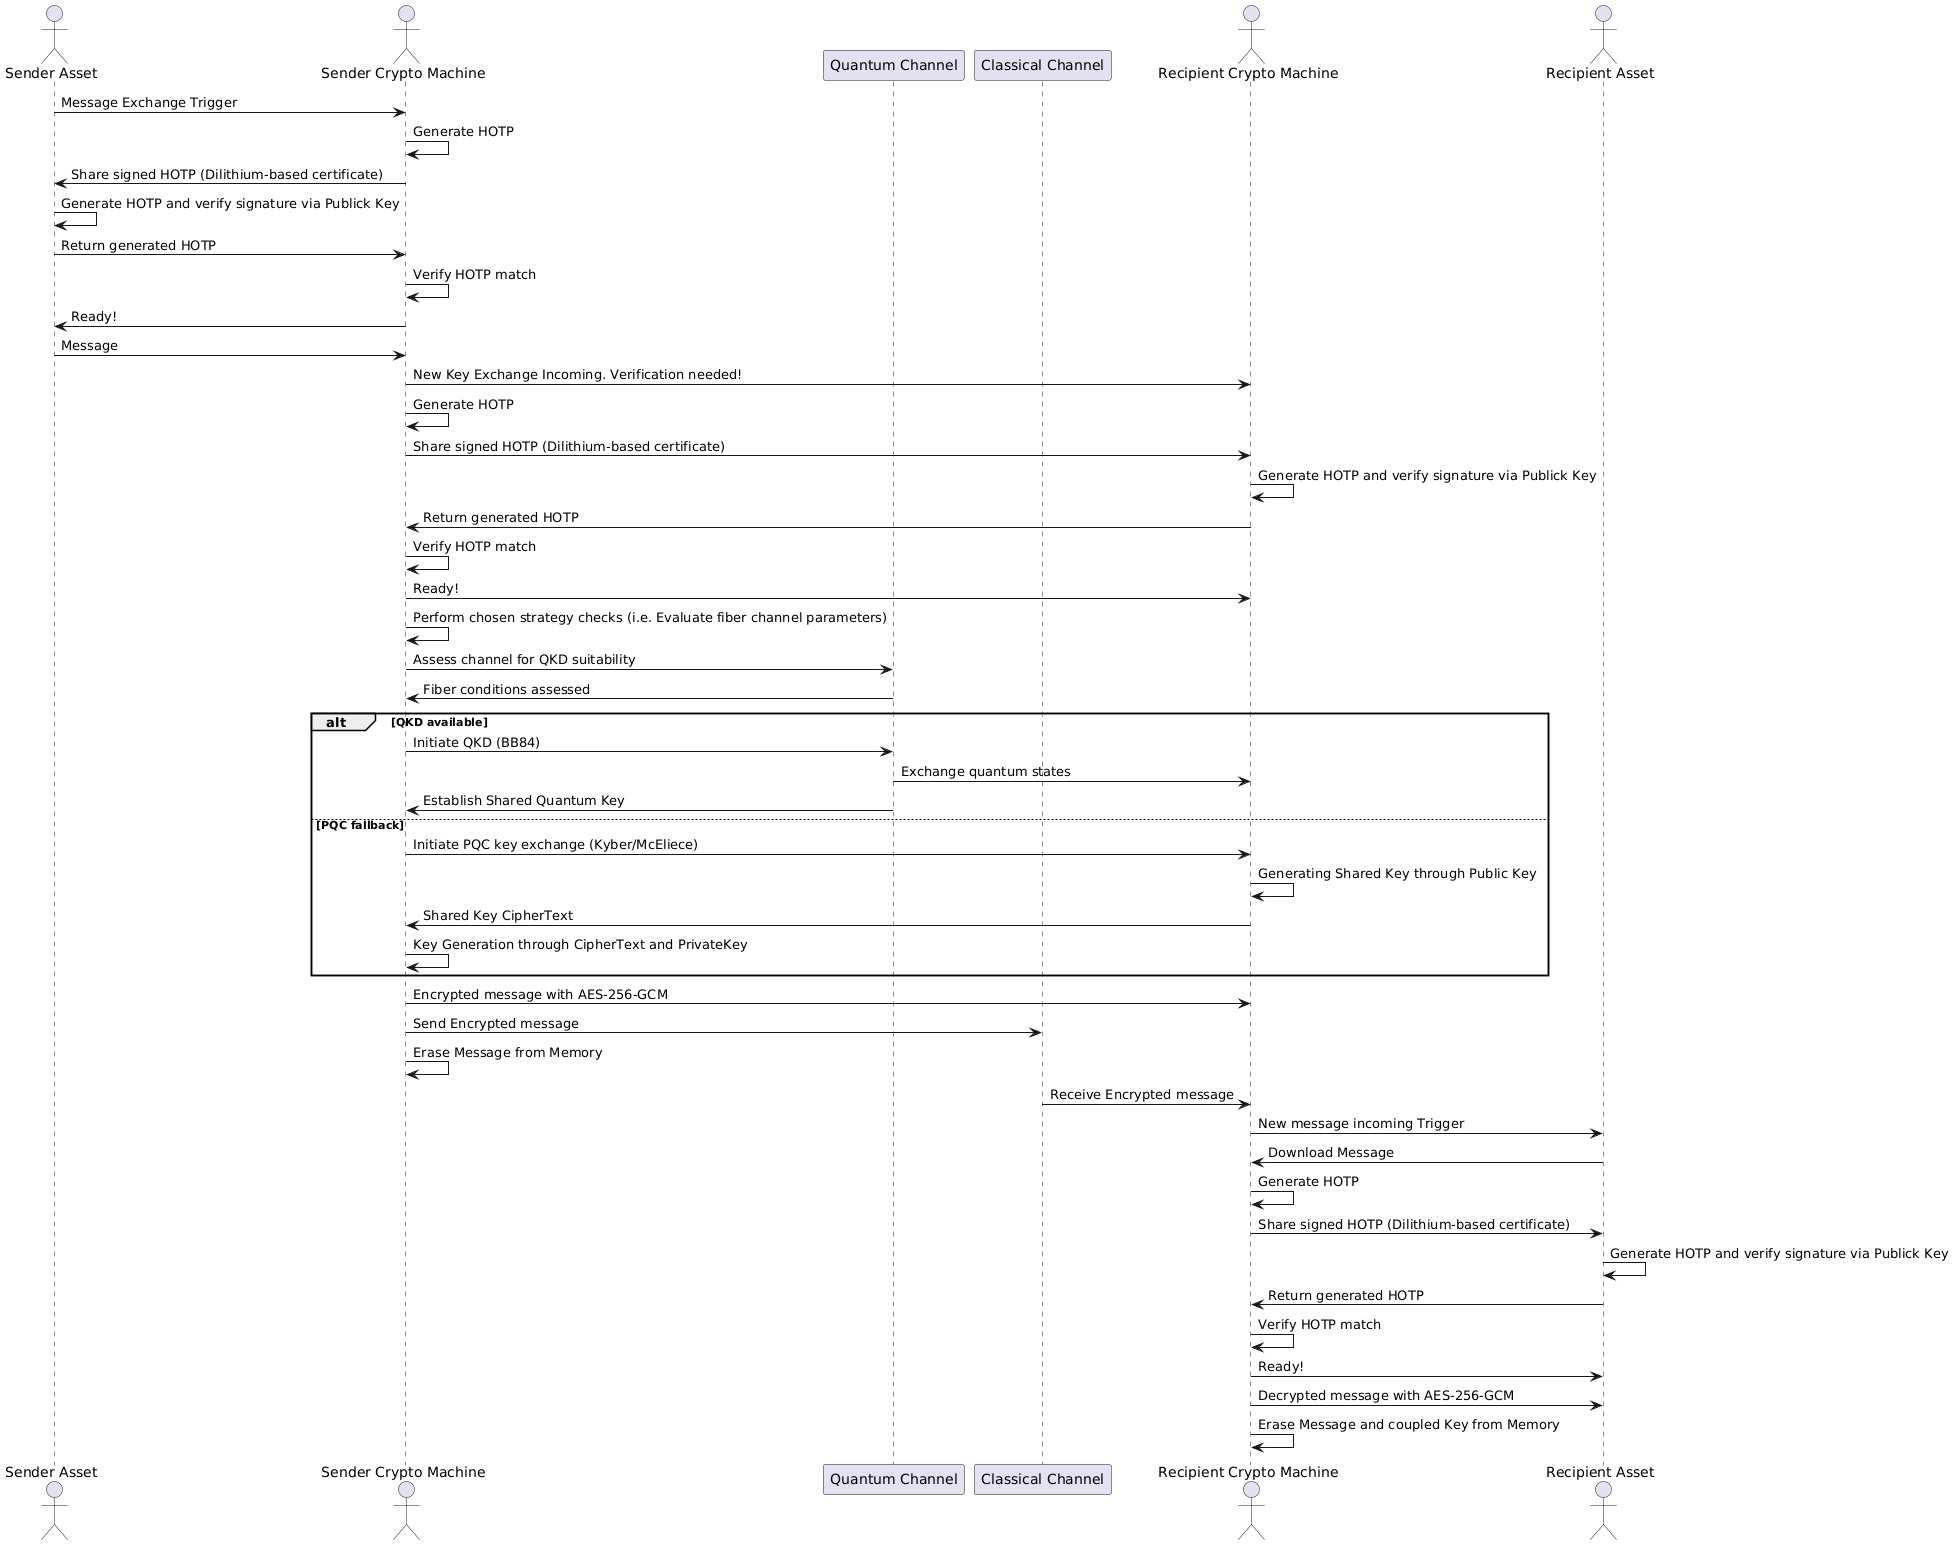 Sender Asset
Sender Crypto Machine
Quantum Channel
Classical Channel
Recipient Crypto Machine
Recipient Asset
Message Exchange Trigger
Generate HOTP
Share signed HOTP (Dilithium-based certificate)
Generate HOTP and verify signature via Publick Key
Return generated HOTP
Verify HOTP match
Ready!
Message
New Key Exchange Incoming. Verification needed!
Generate HOTP
Share signed HOTP (Dilithium-based certificate)
Generate HOTP and verify signature via Publick Key
Return generated HOTP
Verify HOTP match
Ready!
Perform chosen strategy checks (i.e. Evaluate fiber channel parameters)
Assess channel for QKD suitability
Fiber conditions assessed
alt
[QKD available]
Initiate QKD (BB84)
Exchange quantum states
Establish Shared Quantum Key
[PQC fallback]
Initiate PQC key exchange (Kyber/McEliece)
Generating Shared Key through Public Key
Shared Key CipherText
Key Generation through CipherText and PrivateKey
Encrypted message with AES-256-GCM
Send Encrypted message
Erase Message from Memory
Receive Encrypted message
New message incoming Trigger
Download Message
Generate HOTP
Share signed HOTP (Dilithium-based certificate)
Generate HOTP and verify signature via Publick Key
Return generated HOTP
Verify HOTP match
Ready!
Decrypted message with AES-256-GCM
Erase Message and coupled Key from Memory
Sender Asset
Sender Crypto Machine
Quantum Channel
Classical Channel
Recipient Crypto Machine
Recipient Asset